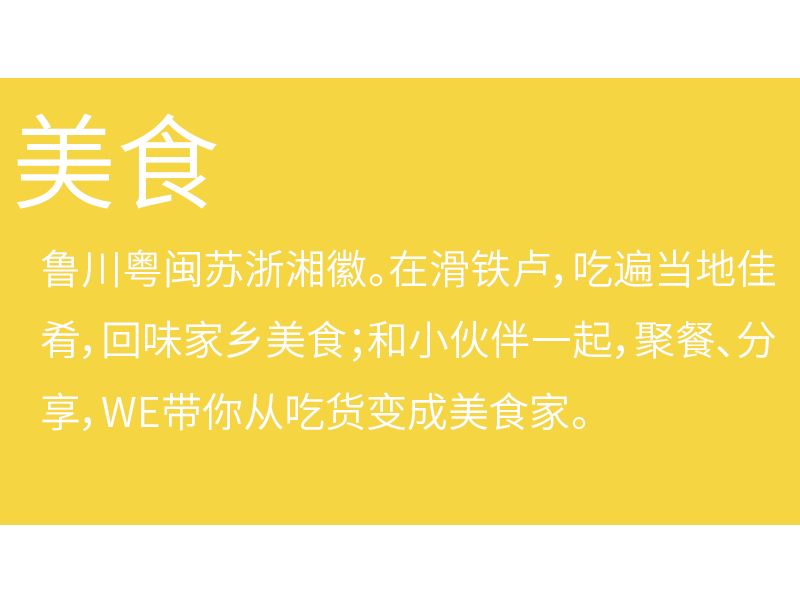 美食
鲁川粤闽苏浙湘徽。在滑铁卢，吃遍当地佳
肴，回味家乡美食；和小伙伴一起，聚餐、分
享，WE带你从吃货变成美食家。